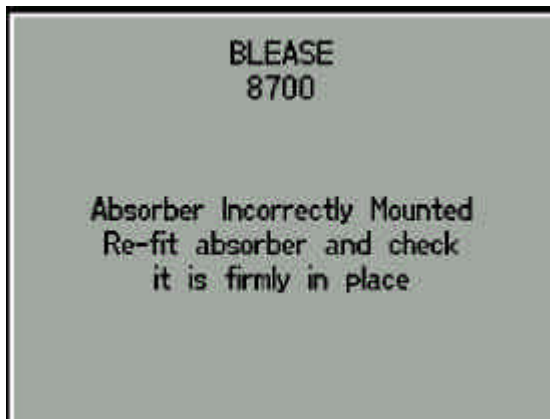 BLEASE
8700
Absorber Incorrectly Mounted
Re-fit absorber and check
it is firmly in place